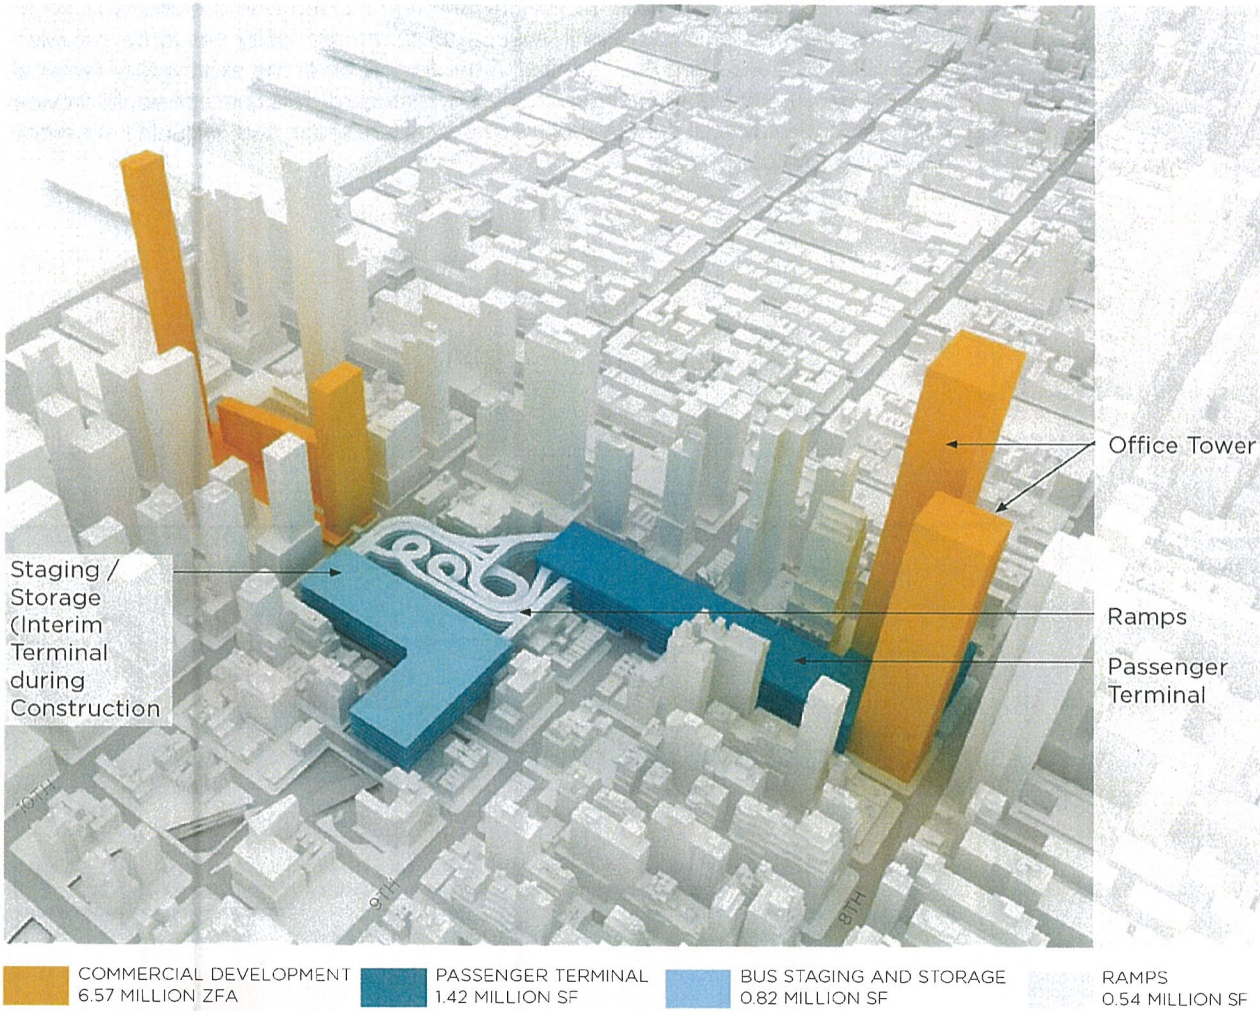 Office Tower
Staging /
Storage
(Interim
Terminal
during
Construction
Ramps
Passenger
Terminal
10TH
9TH
8TH
COMMERCIAL DEVELOPMENT
6.57 MILLION ZFA
PASSENGER TERMINAL
1.42 MILLION SF
BUS STAGING AND STORAGE
0.82 MILLION SF
RAMPS
0.54 MILLION SF